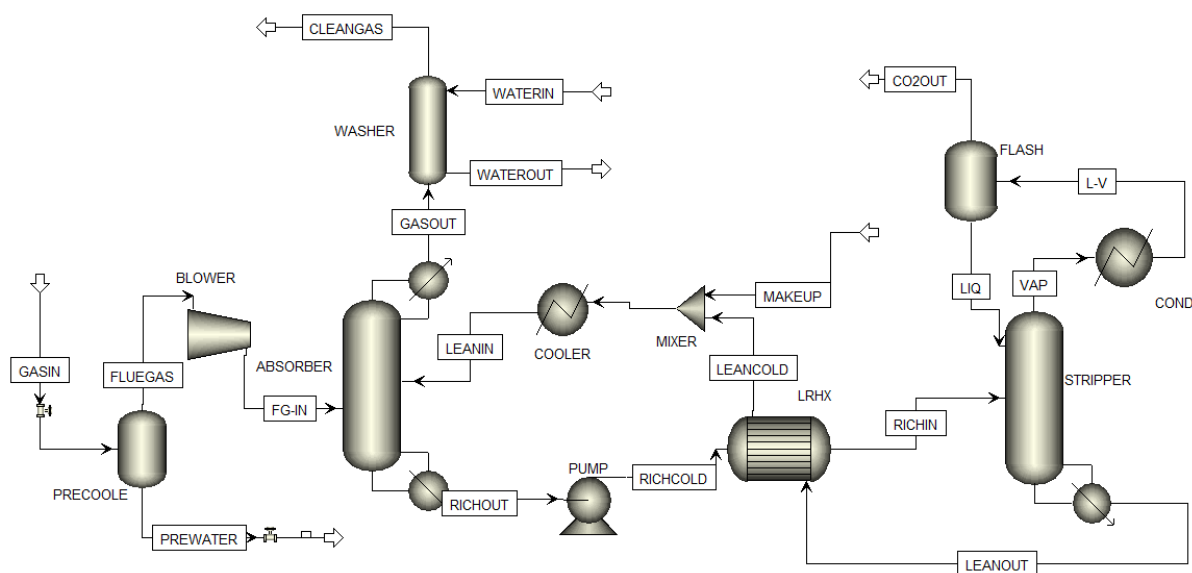 CLEANGAS
WATERIN
WASHER
WATEROUT
GASOUT
CO2OUT
FLASH
L-V
LIQ
VAP
COND
BLOWER
MAKEUP
MIXER
COOLER
LEANIN
ABSORBER
GASIN
FLUEGAS
LEANCOLD
LRHX
STRIPPER
FG-IN
RICHIN
PRECOOLE
PUMP
RICHCOLD
RICHOUT
PREWATER
LEANOUT